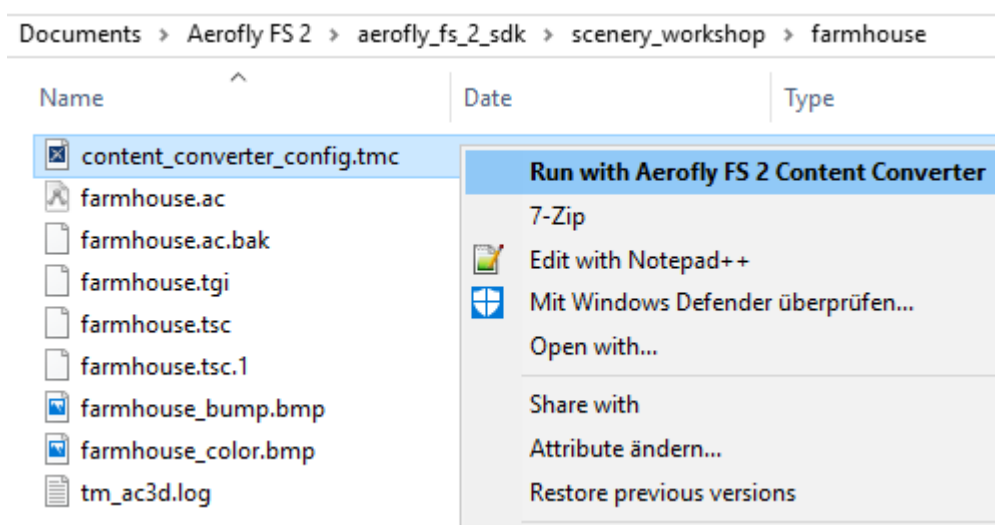 Documents > Aerofly FS 2 > aerofly_fs_2_sdk > scenery_workshop > farmhouse
Name Date Type
content_converter_config.tmc
farmhouse.ac
farmhouse.ac.bak
farmhouse.tgi
farmhouse.tsc
farmhouse.tsc.1
farmhouse_bump.bmp
farmhouse_color.bmp
tm_ac3d.log
Run with Aerofly FS 2 Content Converter
7-Zip
Edit with Notepad++
Mit Windows Defender überprüfen...
Open with...
Share with
Attribute ändern...
Restore previous versions